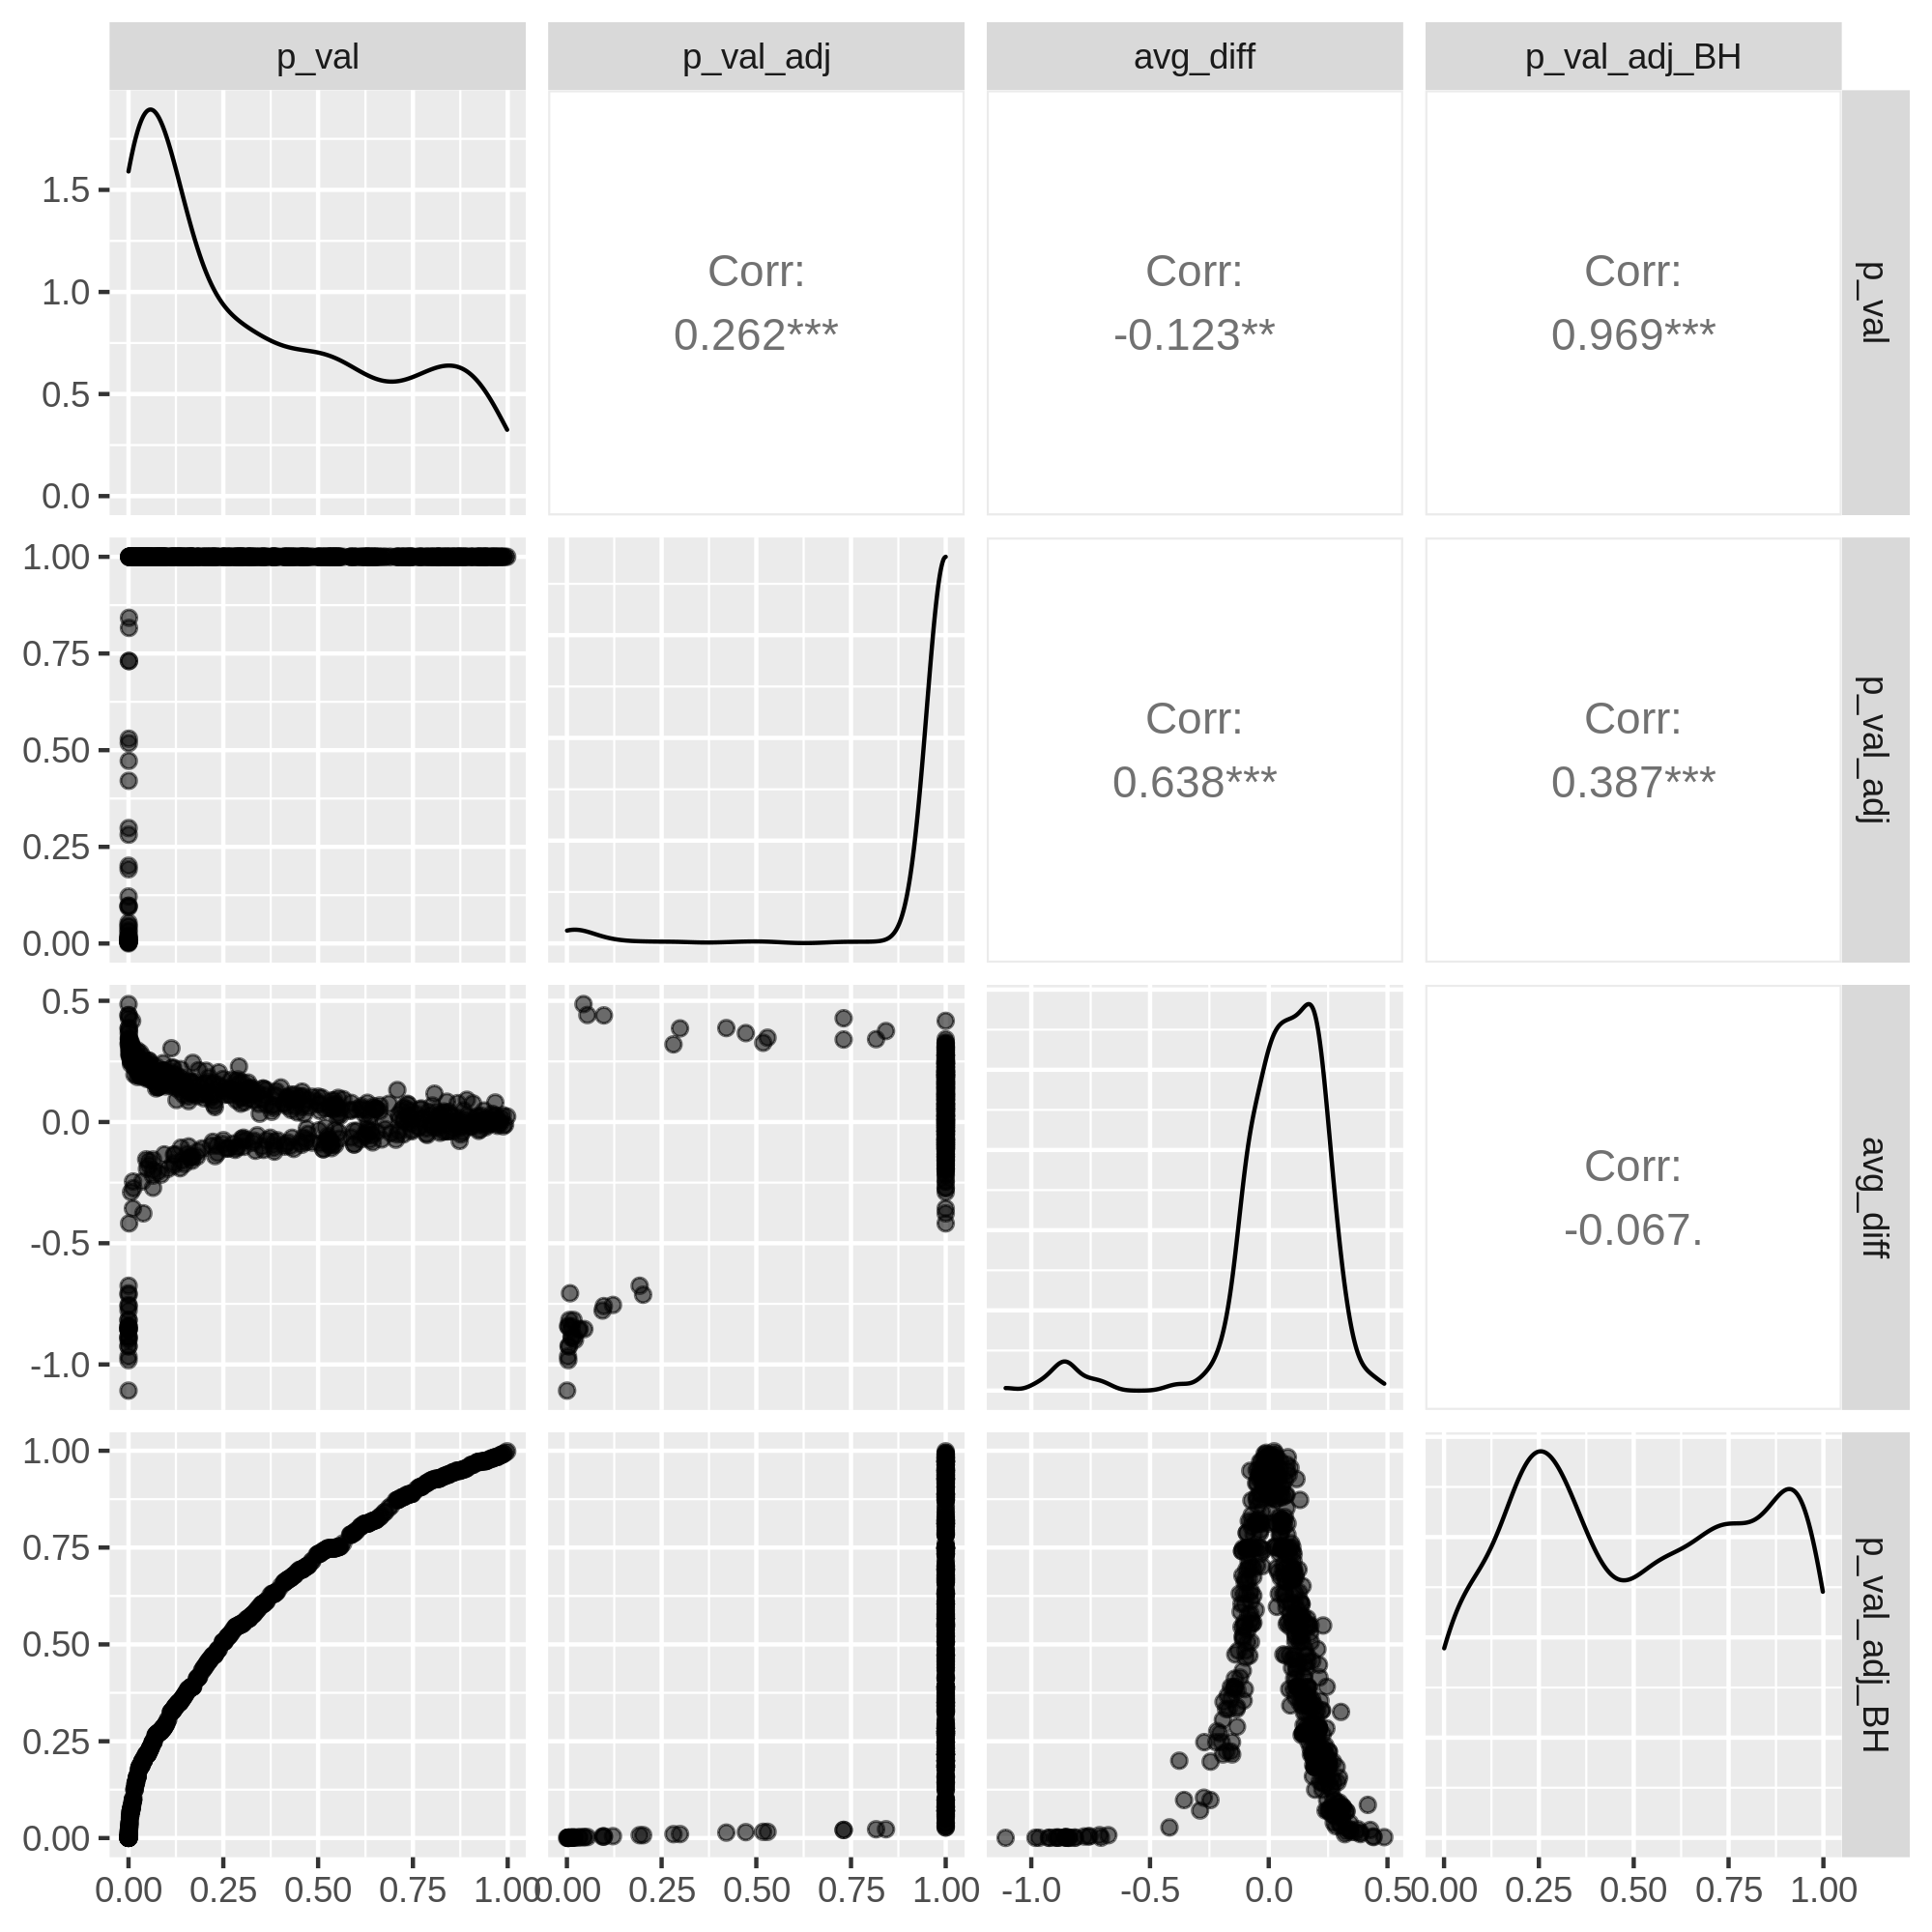 p_val p_val_adj avg_diff p_val_adj_BH
1.5
1.0
0.5
0.0
Corr:
0.262***
Corr:
-0.123**
Corr:
0.969***
p_val
1.00
0.75
0.50
0.25
0.00
Corr:
0.638***
Corr:
0.387***
p_val_adj
0.5
0.0
-0.5
-1.0
Corr:
-0.067.
avg_diff
1.00
0.75
0.50
0.25
0.00
p_val_adj_BH
0.00 0.25 0.50 0.75 1.00
0.00 0.25 0.50 0.75 1.00
-1.0 -0.5 0.0 0.5
0.00 0.25 0.50 0.75 1.00